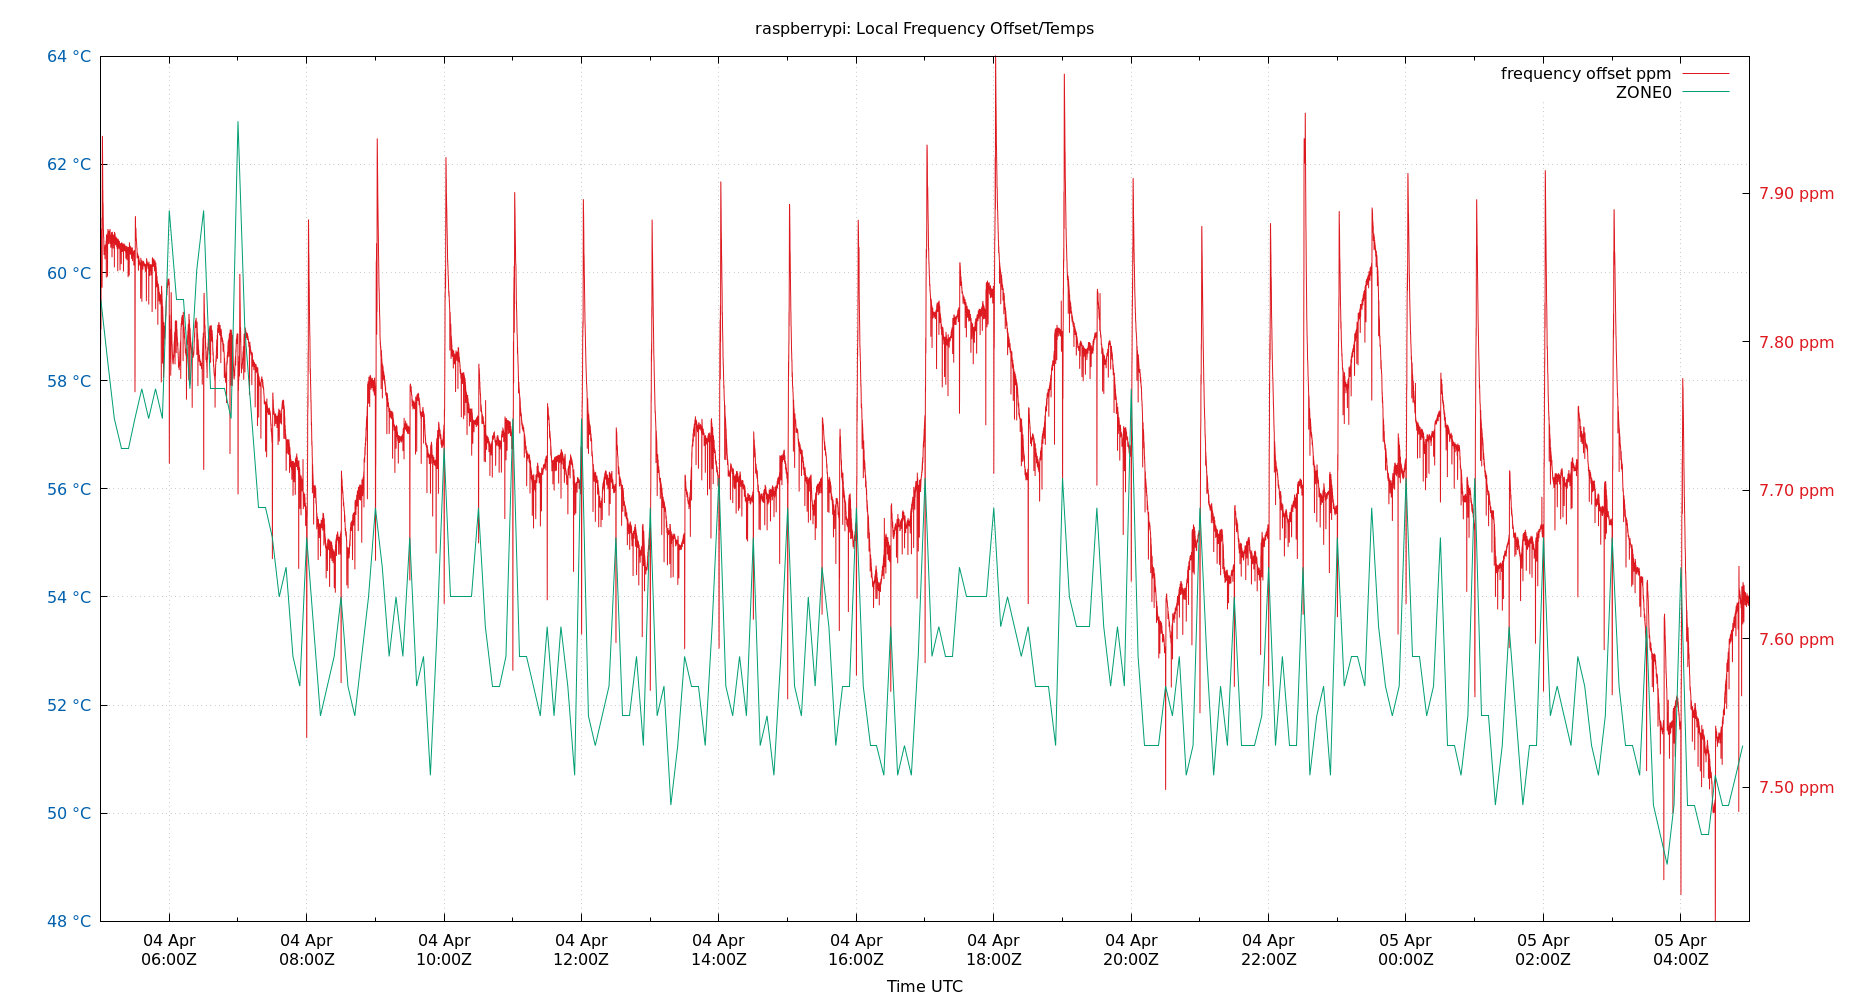 raspberrypi: Local Frequency Offset/Temps
frequency offset ppm
ZONE0
64 °C
62 °C
60 °C
58 °C
56 °C
54 °C
52 °C
50 °C
48 °C
7.90 ppm
7.80 ppm
7.70 ppm
7.60 ppm
7.50 ppm
04 Apr 04 Apr 04 Apr 04 Apr 04 Apr 04 Apr 04 Apr 04 Apr 04 Apr 05 Apr 05 Apr 05 Apr
06:00Z 08:00Z 10:00Z 12:00Z 14:00Z 16:00Z 18:00Z 20:00Z 22:00Z 00:00Z 02:00Z 04:00Z
Time UTC